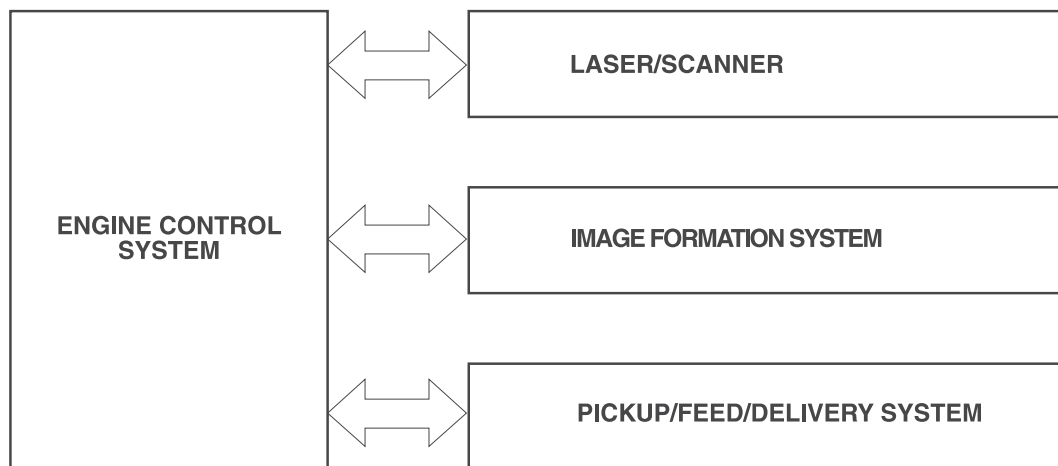 LASER/SCANNER
ENGINE CONTROL
SYSTEM
IMAGE FORMATION SYSTEM
PICKUP/FEED/DELIVERY SYSTEM